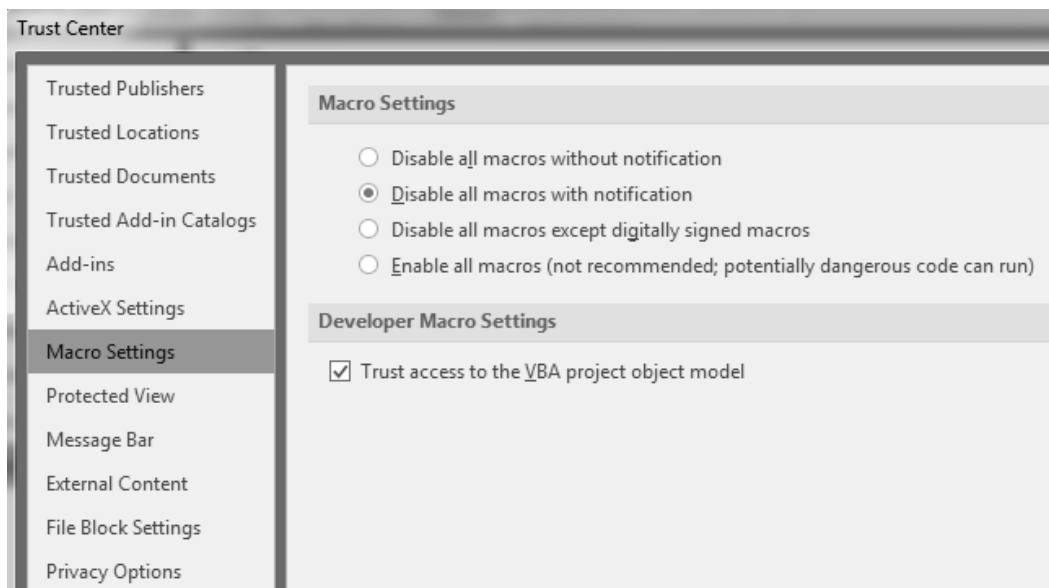 Trust Center
Trusted Publishers
Trusted Locations
Trusted Documents
Trusted Add-in Catalogs
Add-ins
ActiveX Settings
Macro Settings
Protected View
Message Bar
External Content
File Block Settings
Privacy Options
Macro Settings
Disable all macros without notification
Disable all macros with notification
Disable all macros except digitally signed macros
Enable all macros (not recommended; potentially dangerous code can run)
Developer Macro Settings
Trust access to the VBA project object model